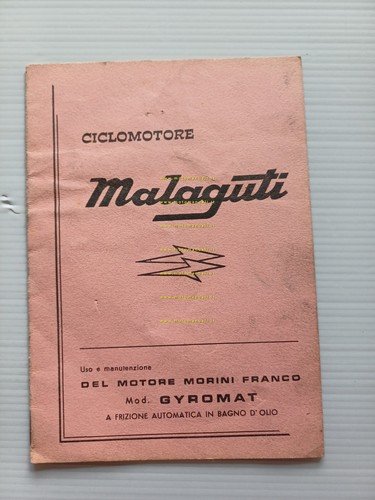 CICLOMOTORE
Malaguti
Uso e manutenzione
DEL MOTORE MORINI FRANCO
Mod. GYROMAT
A FRIZIONE AUTOMATICA IN BAGNO D'OLIO